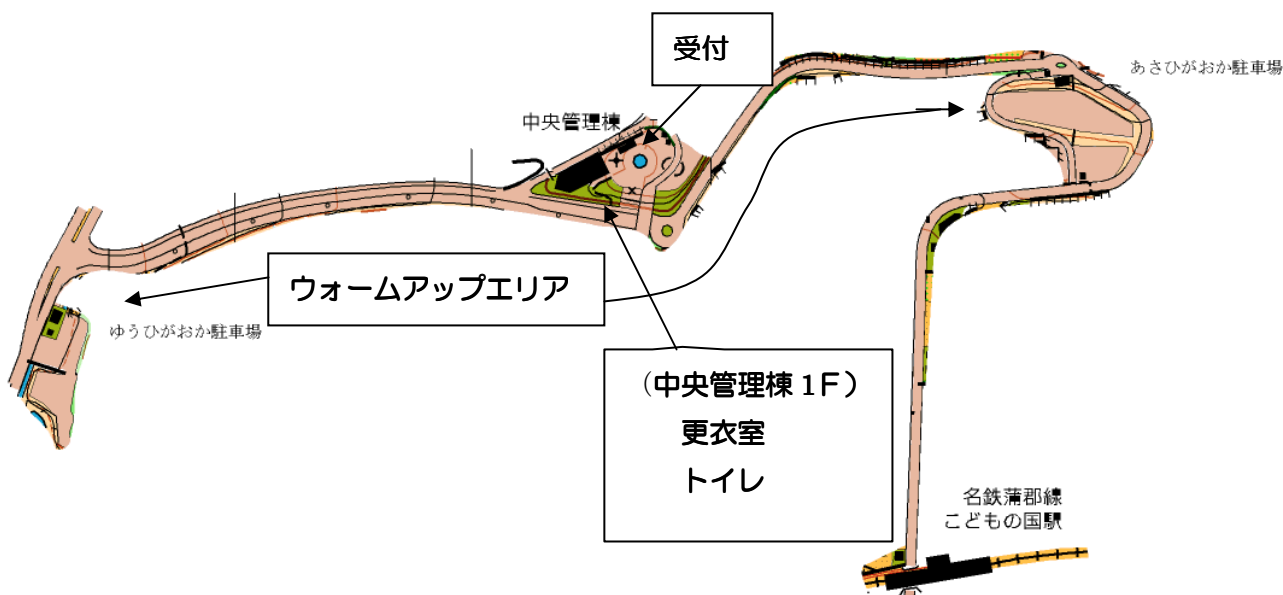 受付
あさひがおか駐車場
中央管理棟
ウォームアップエリア
ゆうひがおか駐車場
（中央管理棟1F）
更衣室
トイレ
名鉄蒲郡線
こどもの国駅